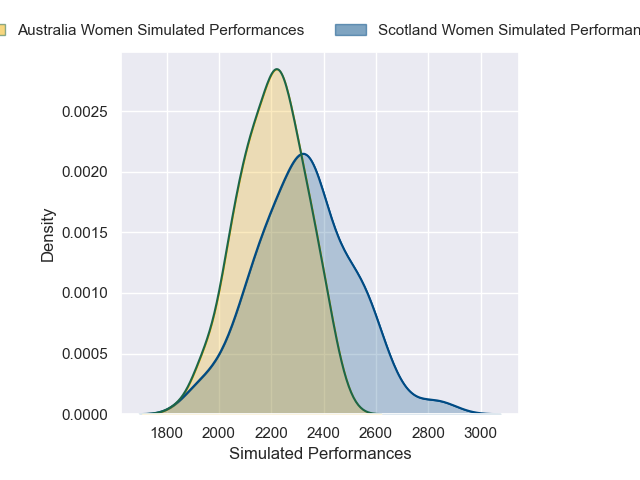 Australia Women Simulated Performances Scotland Women Simulated
0.0025
0.0020
0.0015
0.0010
0.0005
0.0000
Density
1800 2000 2200 2400 2600 2800 3000
Simulated Performances